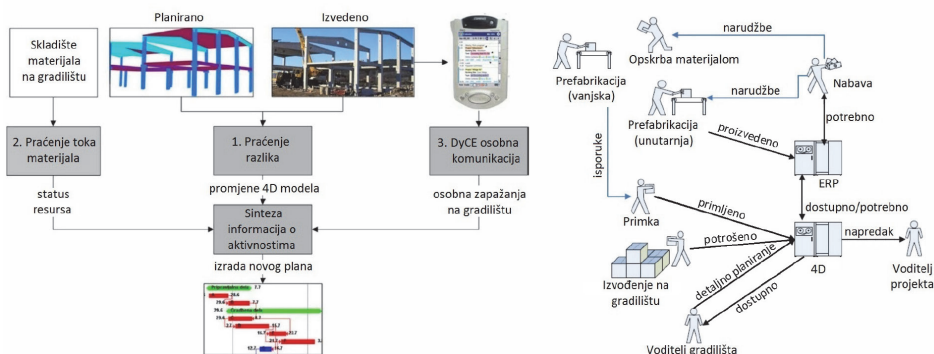 Planirano
Izvedeno
Skladište
materijala
na gradilištu
2. Praćenje toka
materijala
1. Praćenje
razlika
3. DyCE osobna
komunikacija
status
resursa
promjene 4D modela
osobna zapažanja
na gradilištu
Sinteza
informacija o
aktivnostima
izrada novog plana
narudžbe
Opskrba materijalom
Prefabrikacija
(vanjska)
Nabava
narudžbe
Prefabrikacija
(unutarnja)
potrebno
proizvedeno
ERP
isporuke
dostupno/potrebno
Primka
primljeno
potrošeno
napredak
4D
Izvođenje na
gradilištu
detaljno planiranje
dostupno
Voditelj
projekta
Voditelj gradilišta